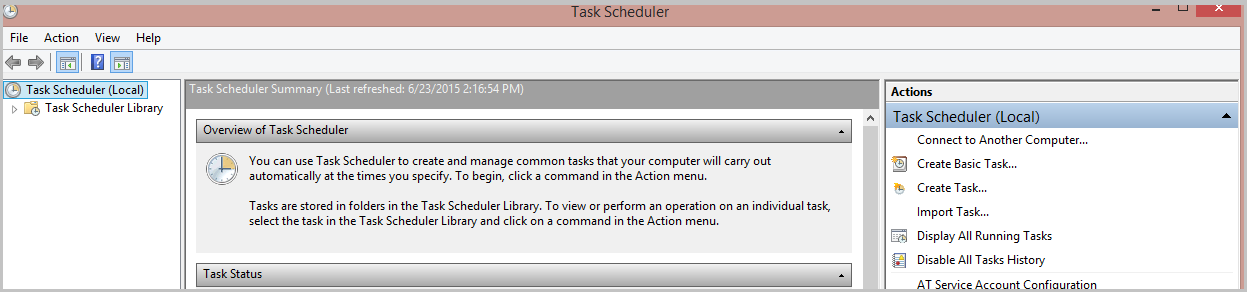 Task Scheduler
File Action View Help
Task Scheduler (Local)
Task Scheduler Library
Task Scheduler Summary (Last refreshed: 6/23/2015 2:16:54 PM)
Overview of Task Scheduler
You can use Task Scheduler to create and manage common tasks that your computer will carry out
automatically at the times you specify. To begin, click a command in the Action menu.
Tasks are stored in folders in the Task Scheduler Library. To view or perform an operation on an individual task,
select the task in the Task Scheduler Library and click on a command in the Action menu.
Task Status
Actions
Task Scheduler (Local)
Connect to Another Computer...
Create Basic Task...
Create Task...
Import Task...
Display All Running Tasks
Disable All Tasks History
AT Service Account Configuration